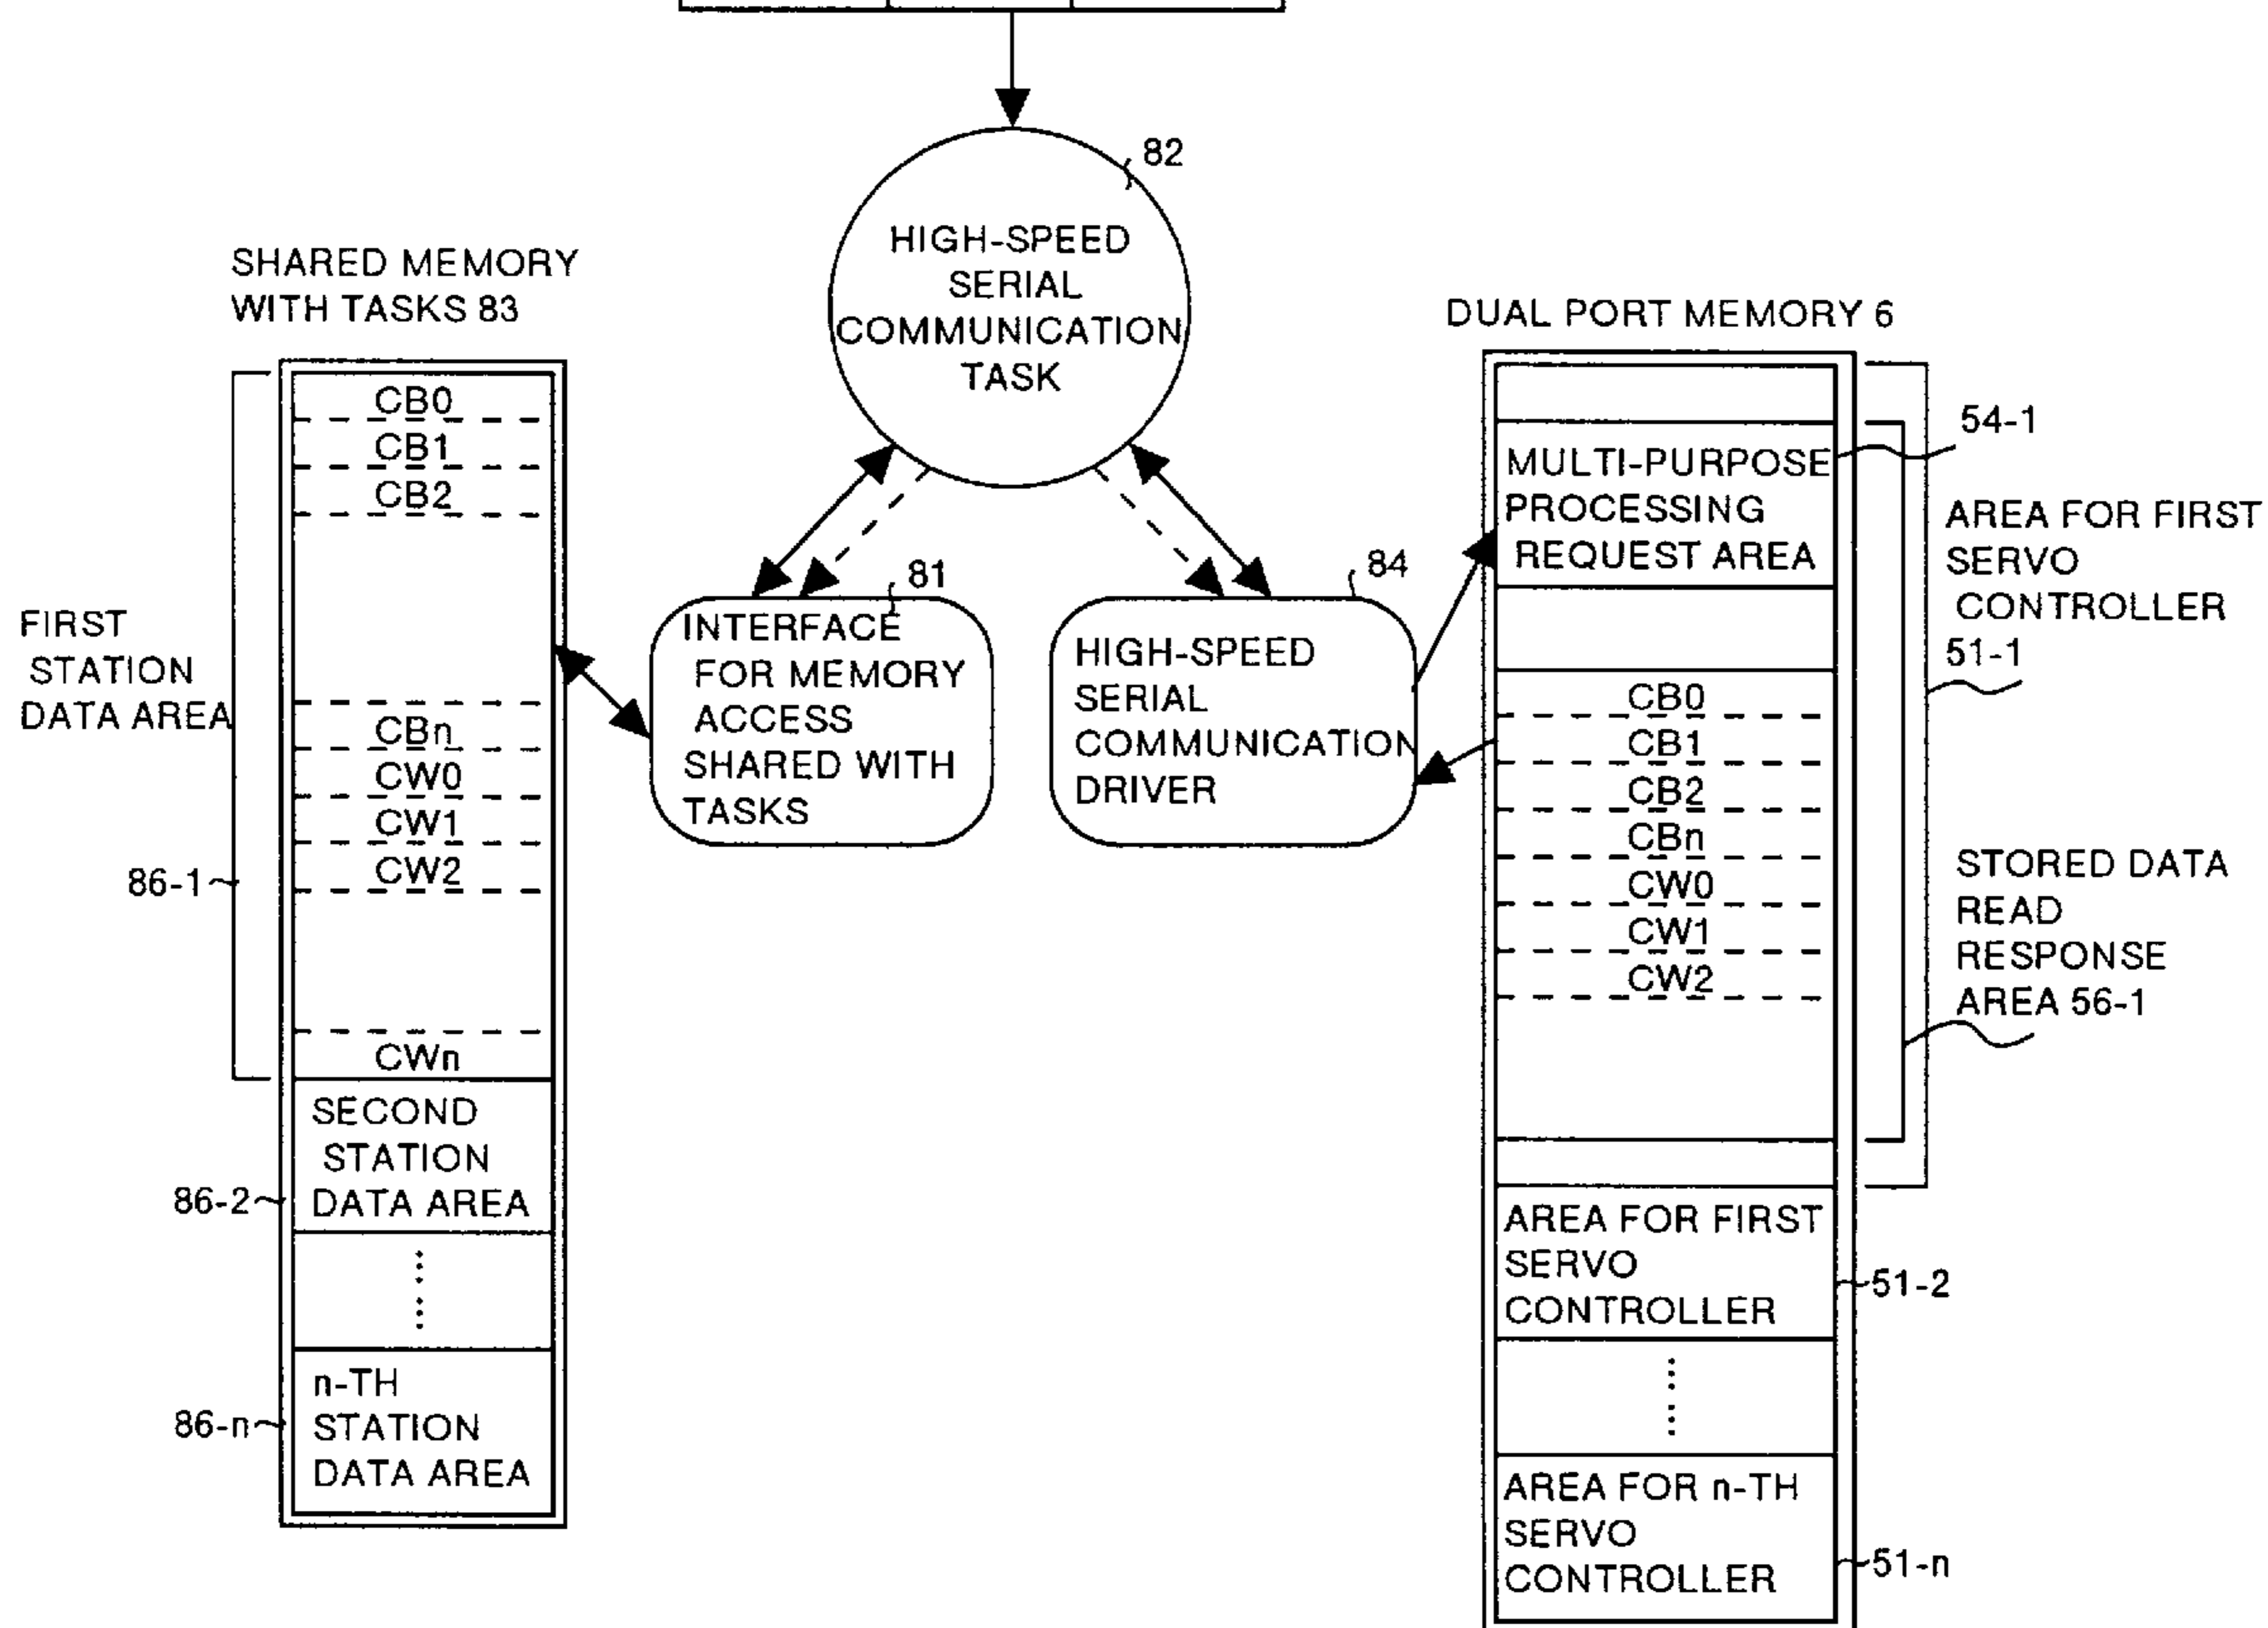 82
HIGH-SPEED
SERIAL
COMMUNICATION
TASK
SHARED MEMORY
WITH TASKS 83
FIRST
STATION
DATA AREA
86-1
CB0
CB1
CB2
CBn
CW0
CW1
CW2
CWn
SECOND
STATION
DATA AREA
86-2
n-TH
STATION
DATA AREA
86-n
81
INTERFACE
FOR MEMORY
ACCESS
SHARED WITH
TASKS
84
HIGH-SPEED
SERIAL
COMMUNICATION
DRIVER
DUAL PORT MEMORY 6
MULTI-PURPOSE
PROCESSING
REQUEST AREA
CB0
CB1
CB2
CBn
CW0
CW1
CW2
AREA FOR FIRST
SERVO
CONTROLLER
AREA FOR n-TH
SERVO
CONTROLLER
54-1
AREA FOR FIRST
SERVO
CONTROLLER
51-1
STORED DATA
READ
RESPONSE
AREA 56-1
51-2
51-n